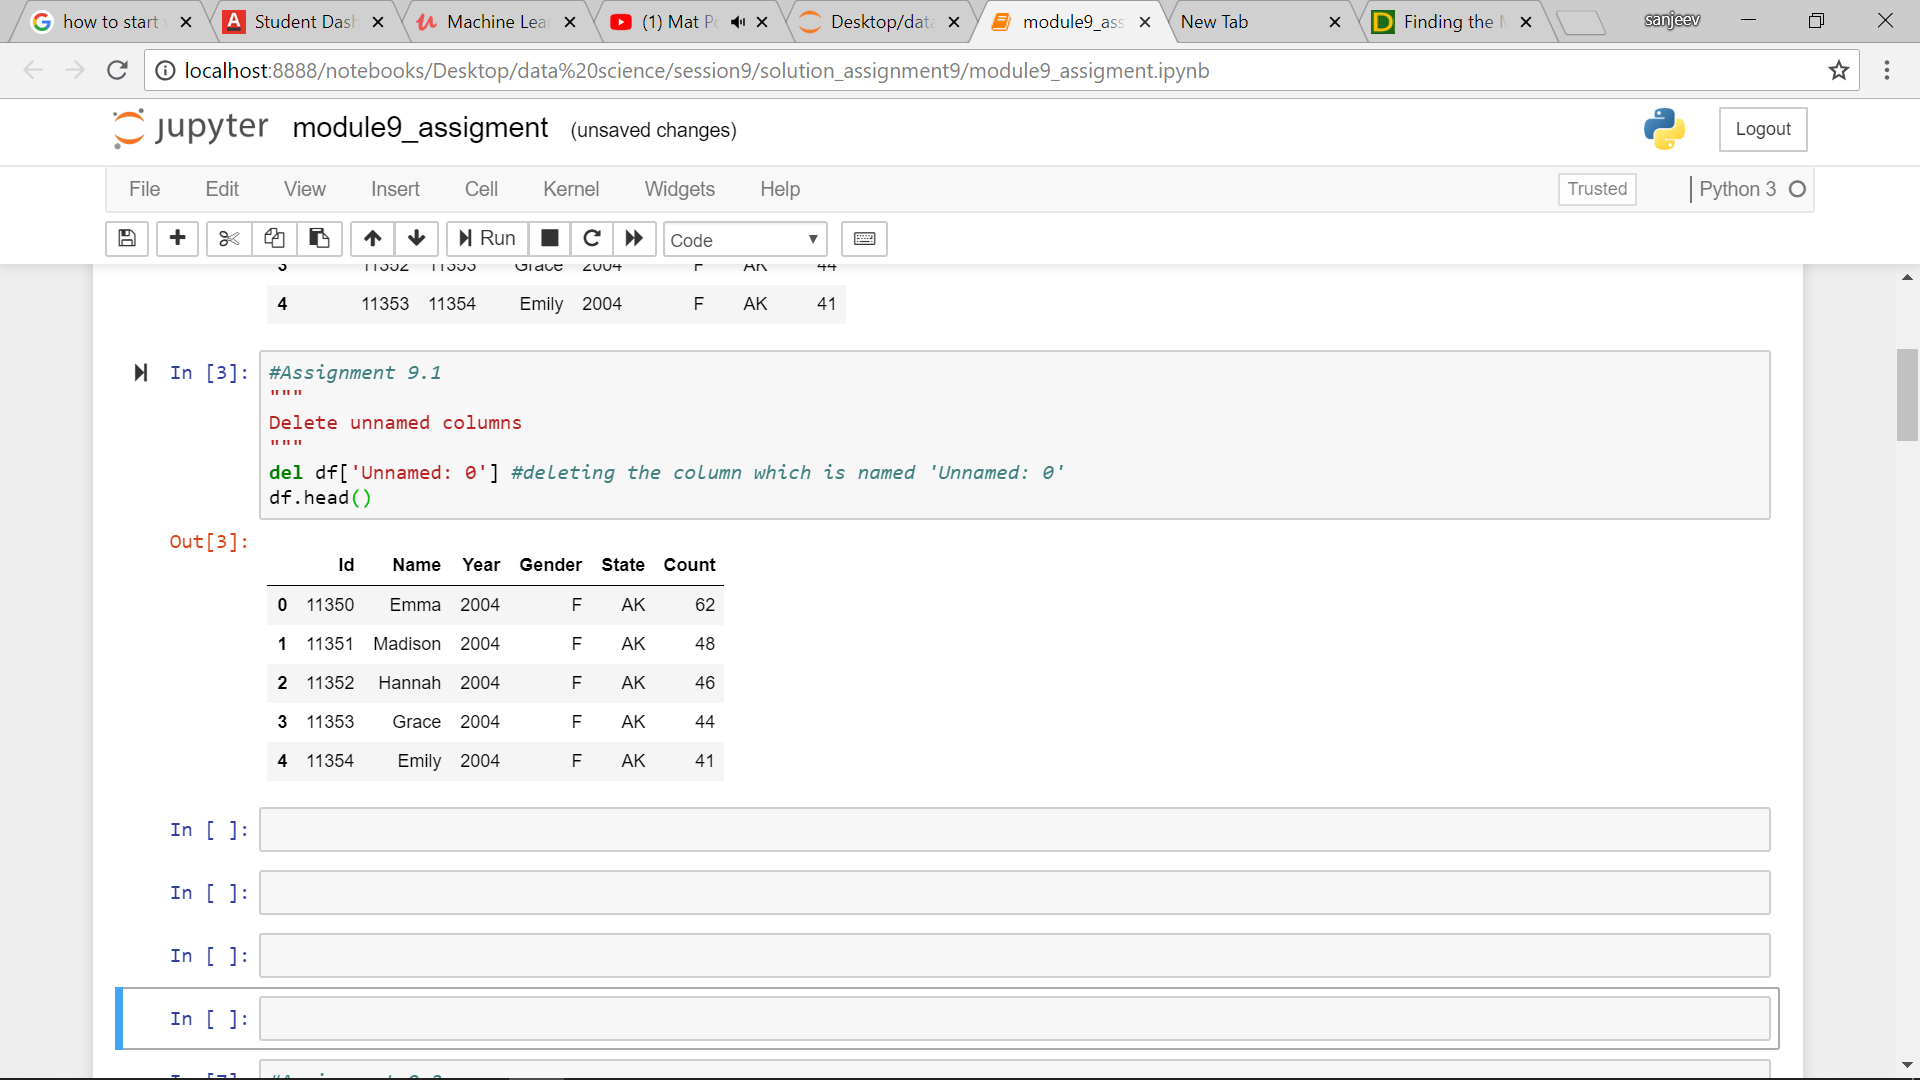 how to start
Student Das
Machine Lea
(1) Mat P
Desktop/data
module9_ass
New Tab
Finding the
sanjeev
localhost:8888/notebooks/Desktop/data%20science/session9/solution_assignment9/module9_assigment.ipynb
jupyter module9_assigment (unsaved changes)
Logout
File Edit View Insert Cell Kernel Widgets Help
Trusted
Python 3
Run
Code
3 11352 11353 Grace 2004 F AK 44
4 11353 11354 Emily 2004 F AK 41
In [3]:
#Assignment 9.1
"""
Delete unnamed columns
"""
del df['Unnamed: 0'] #deleting the column which is named 'Unnamed: 0'
df.head()
Out[3]:
Id Name Year Gender State Count
0 11350 Emma 2004 F AK 62
1 11351 Madison 2004 F AK 48
2 11352 Hannah 2004 F AK 46
3 11353 Grace 2004 F AK 44
4 11354 Emily 2004 F AK 41
In [ ]:
In [ ]:
In [ ]:
In [ ]:
In [7]: